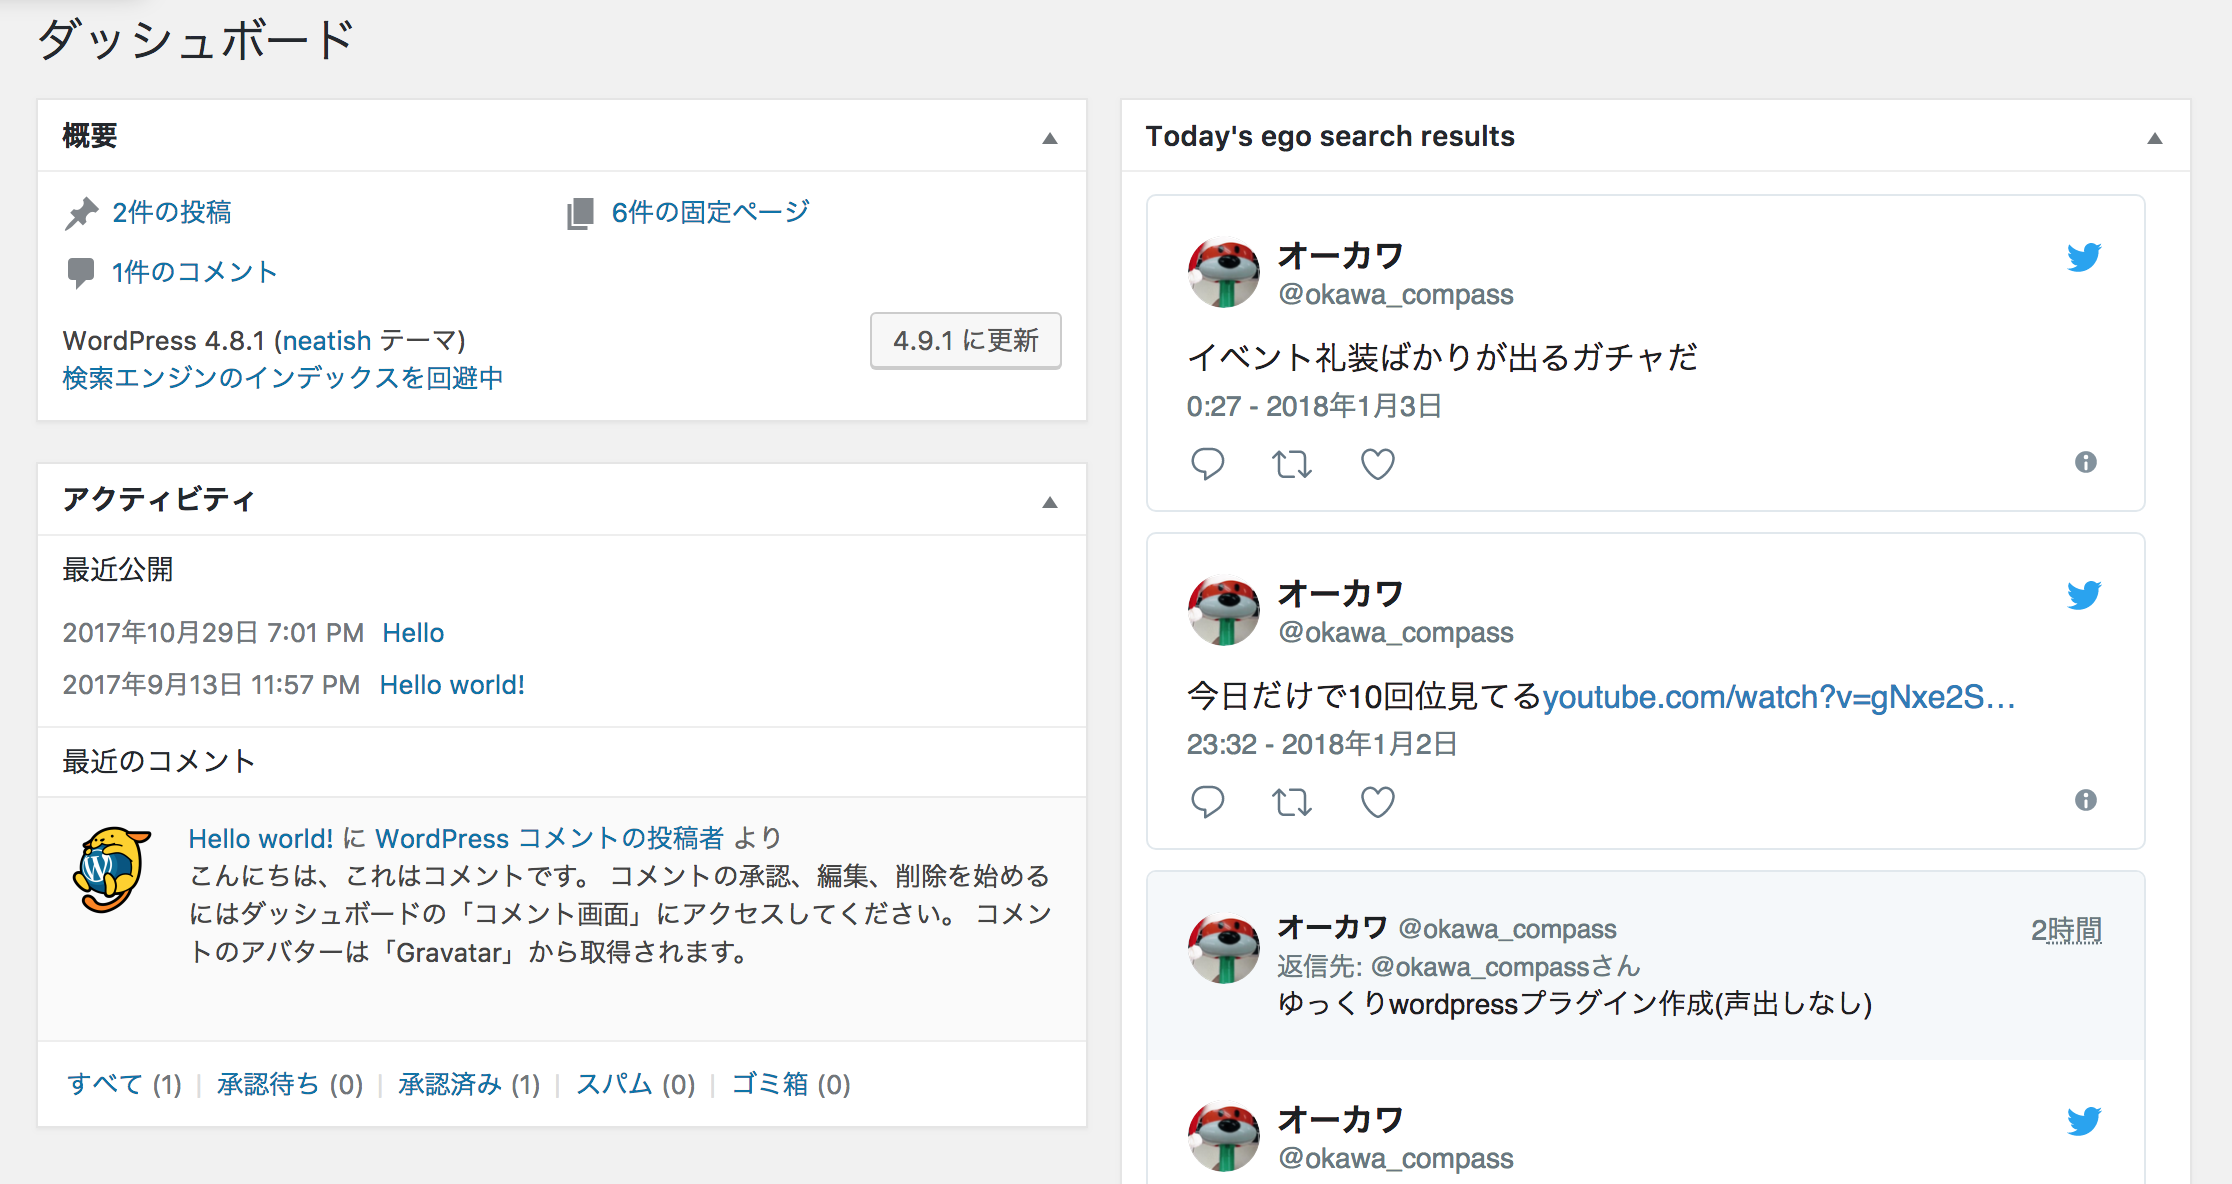 ダッシュボード
概要
2件の投稿
6件の固定ページ
1件のコメント
WordPress 4.8.1 (neatish テーマ)
4.9.1 に更新
検索エンジンのインデックスを回避中
アクティビティ
最近公開
2017年10月29日 7:01 PM Hello
2017年9月13日 11:57 PM Hello world!
最近のコメント
Hello world! に WordPress コメントの投稿者 より
こんにちは、これはコメントです。 コメントの承認、編集、削除を始める
にはダッシュボードの「コメント画面」にアクセスしてください。 コメン
トのアバターは「Gravatar」から取得されます。
すべて (1) | 承認待ち (0) | 承認済み (1) | スパム (0) | ゴミ箱 (0)
Today's ego search results
オーカワ
@okawa_compass
イベント礼装ばかりが出るガチャだ
0:27 - 2018年1月3日
オーカワ
@okawa_compass
今日だけで10回位見てるyoutube.com/watch?v=gNxe2S…
23:32 - 2018年1月2日
オーカワ @okawa_compass
2時間
返信先: @okawa_compassさん
ゆっくりwordpressプラグイン作成(声出しなし)
オーカワ
@okawa_compass